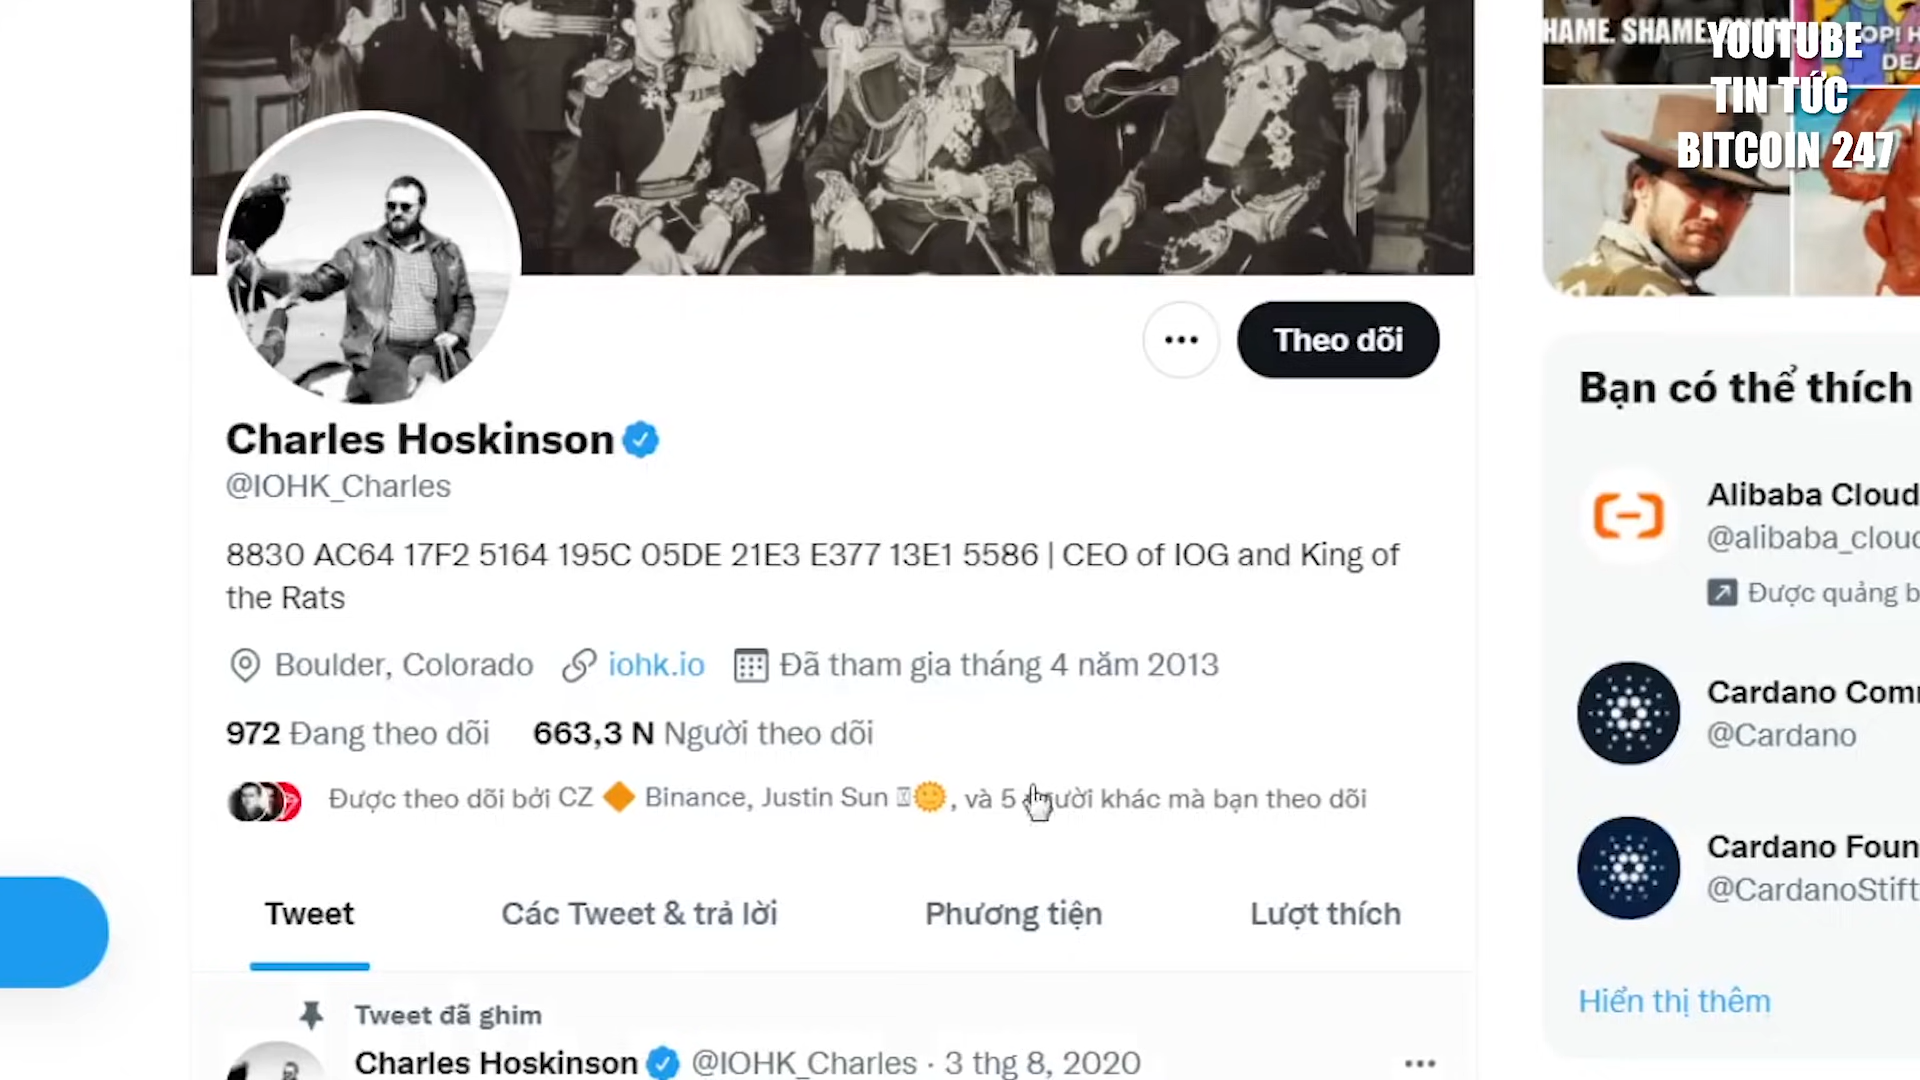 HAME. SHAME
OP! H
DEA
YOUTUBE
TIN TỨC
BITCOIN 247
Theo dõi
Charles Hoskinson
@IOHK_Charles
8830 AC64 17F2 5164 195C 05DE 21E3 E377 13E1 5586 | CEO of IOG and King of
the Rats
Boulder, Colorado iohk.io Đã tham gia tháng 4 năm 2013
972 Đang theo dõi 663,3 N Người theo dõi
Được theo dõi bởi CZ 🔶 Binance, Justin Sun 🌞, và 5 người khác mà bạn theo dõi
Tweet Các Tweet & trả lời Phương tiện Lượt thích
Tweet đã ghim
Charles Hoskinson @IOHK_Charles · 3 thg 8, 2020
Bạn có thể thích
Alibaba Cloud
@alibaba_clou
Được quảng b
Cardano Com
@Cardano
Cardano Foun
@CardanoStift
Hiển thị thêm